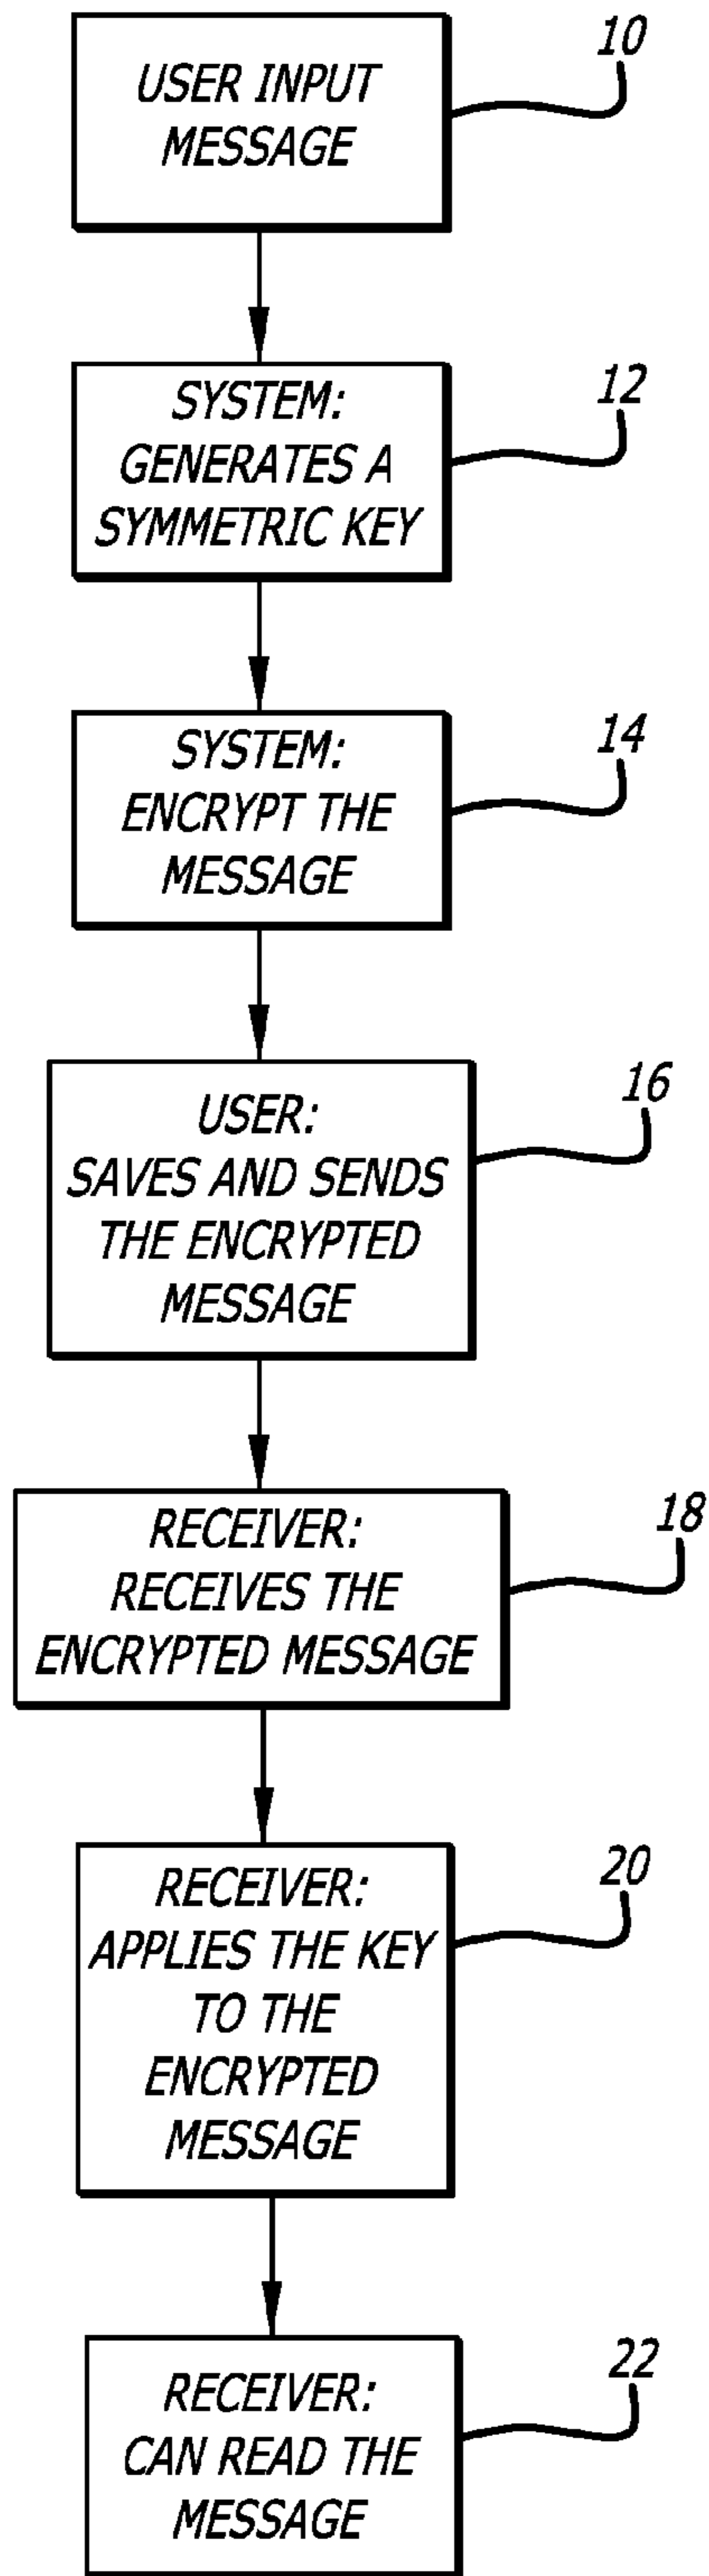 USER INPUT
MESSAGE
10
SYSTEM:
GENERATES A
SYMMETRIC KEY
12
SYSTEM:
ENCRYPT THE
MESSAGE
14
USER:
SAVES AND SENDS
THE ENCRYPTED
MESSAGE
16
RECEIVER:
RECEIVES THE
ENCRYPTED MESSAGE
18
RECEIVER:
APPLIES THE KEY
TO THE
ENCRYPTED
MESSAGE
20
RECEIVER:
CAN READ THE
MESSAGE
22